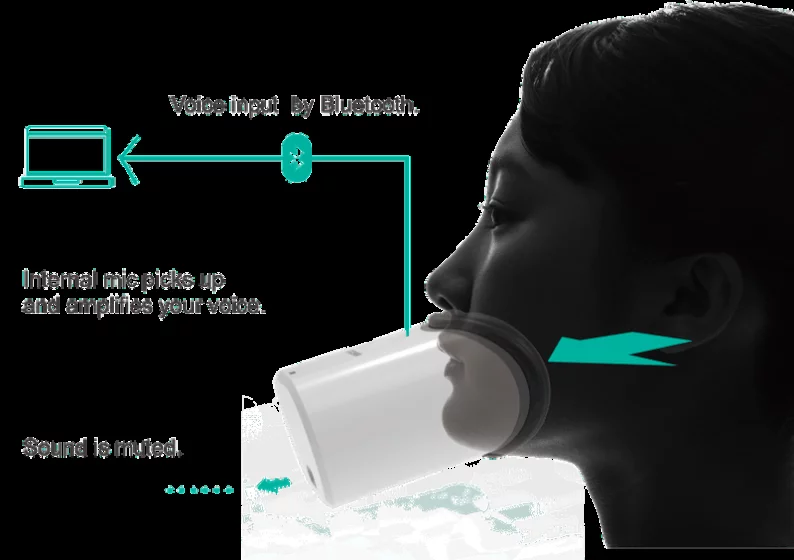 Voice input by Bluetooth.
Internal mic picks up
and amplifies your voice.
Sound is muted.